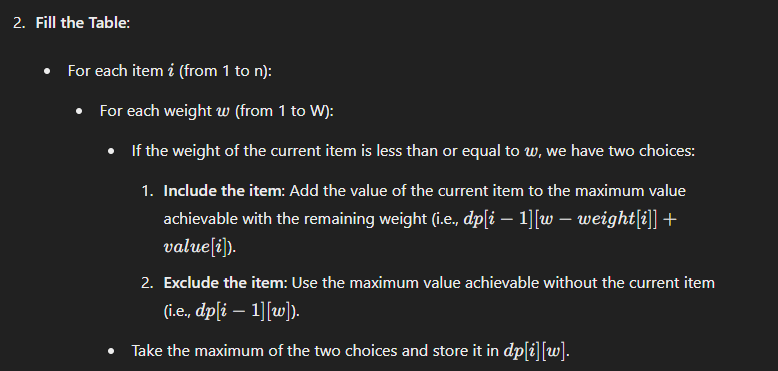 2. Fill the Table:
• For each item i (from 1 to n):
• For each weight w (from 1 to W):
• If the weight of the current item is less than or equal to w, we have two choices:
1. Include the item: Add the value of the current item to the maximum value
achievable with the remaining weight (i.e., dp[i − 1][w − weight[i]] +
value[i]).
2. Exclude the item: Use the maximum value achievable without the current item
(i.e., dp[i − 1][w]).
• Take the maximum of the two choices and store it in dp[i][w].